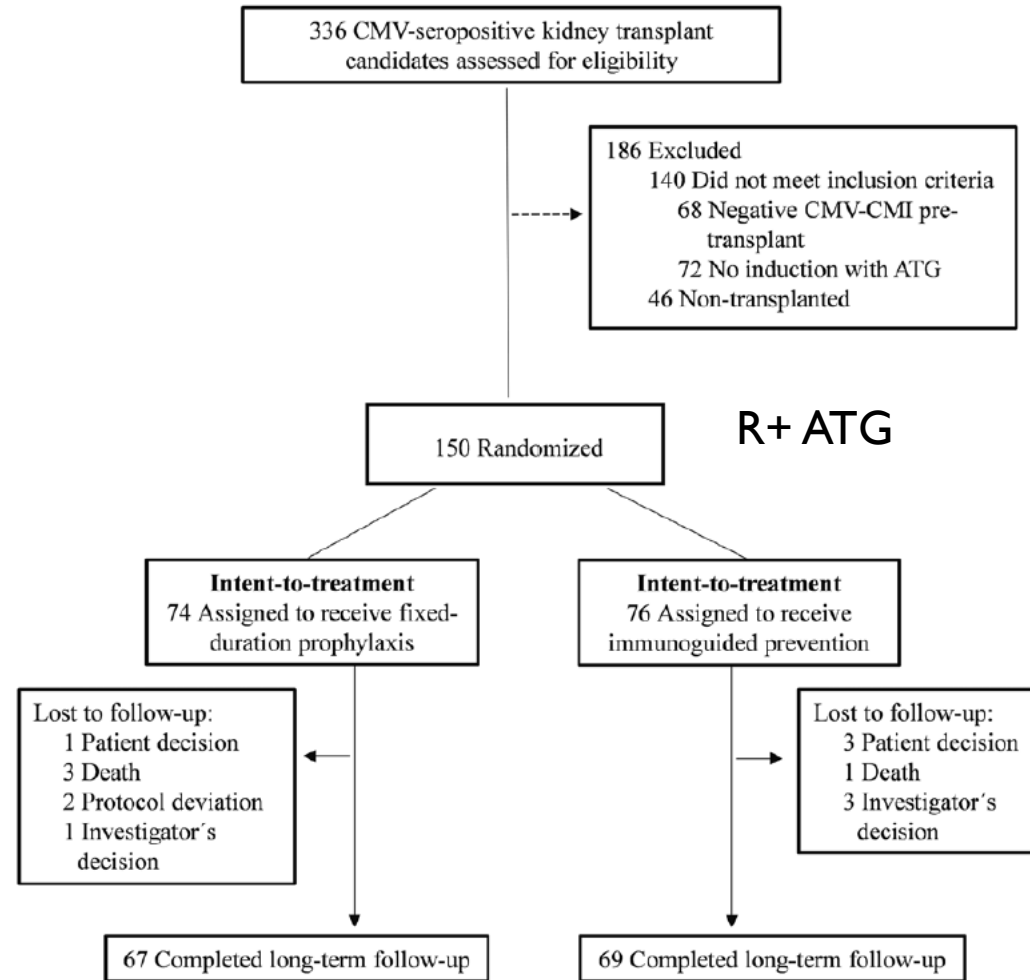 336 CMV-seropositive kidney transplant
candidates assessed for eligibility
186 Excluded
140 Did not meet inclusion criteria
68 Negative CMV-CMI pre-
transplant
72 No induction with ATG
46 Non-transplanted
150 Randomized
R+ ATG
Intent-to-treatment
74 Assigned to receive fixed-
duration prophylaxis
Intent-to-treatment
76 Assigned to receive
immunoguided prevention
Lost to follow-up:
1 Patient decision
3 Death
2 Protocol deviation
1 Investigator´s
decision
Lost to follow-up:
3 Patient decision
1 Death
3 Investigator´s
decision
67 Completed long-term follow-up
69 Completed long-term follow-up